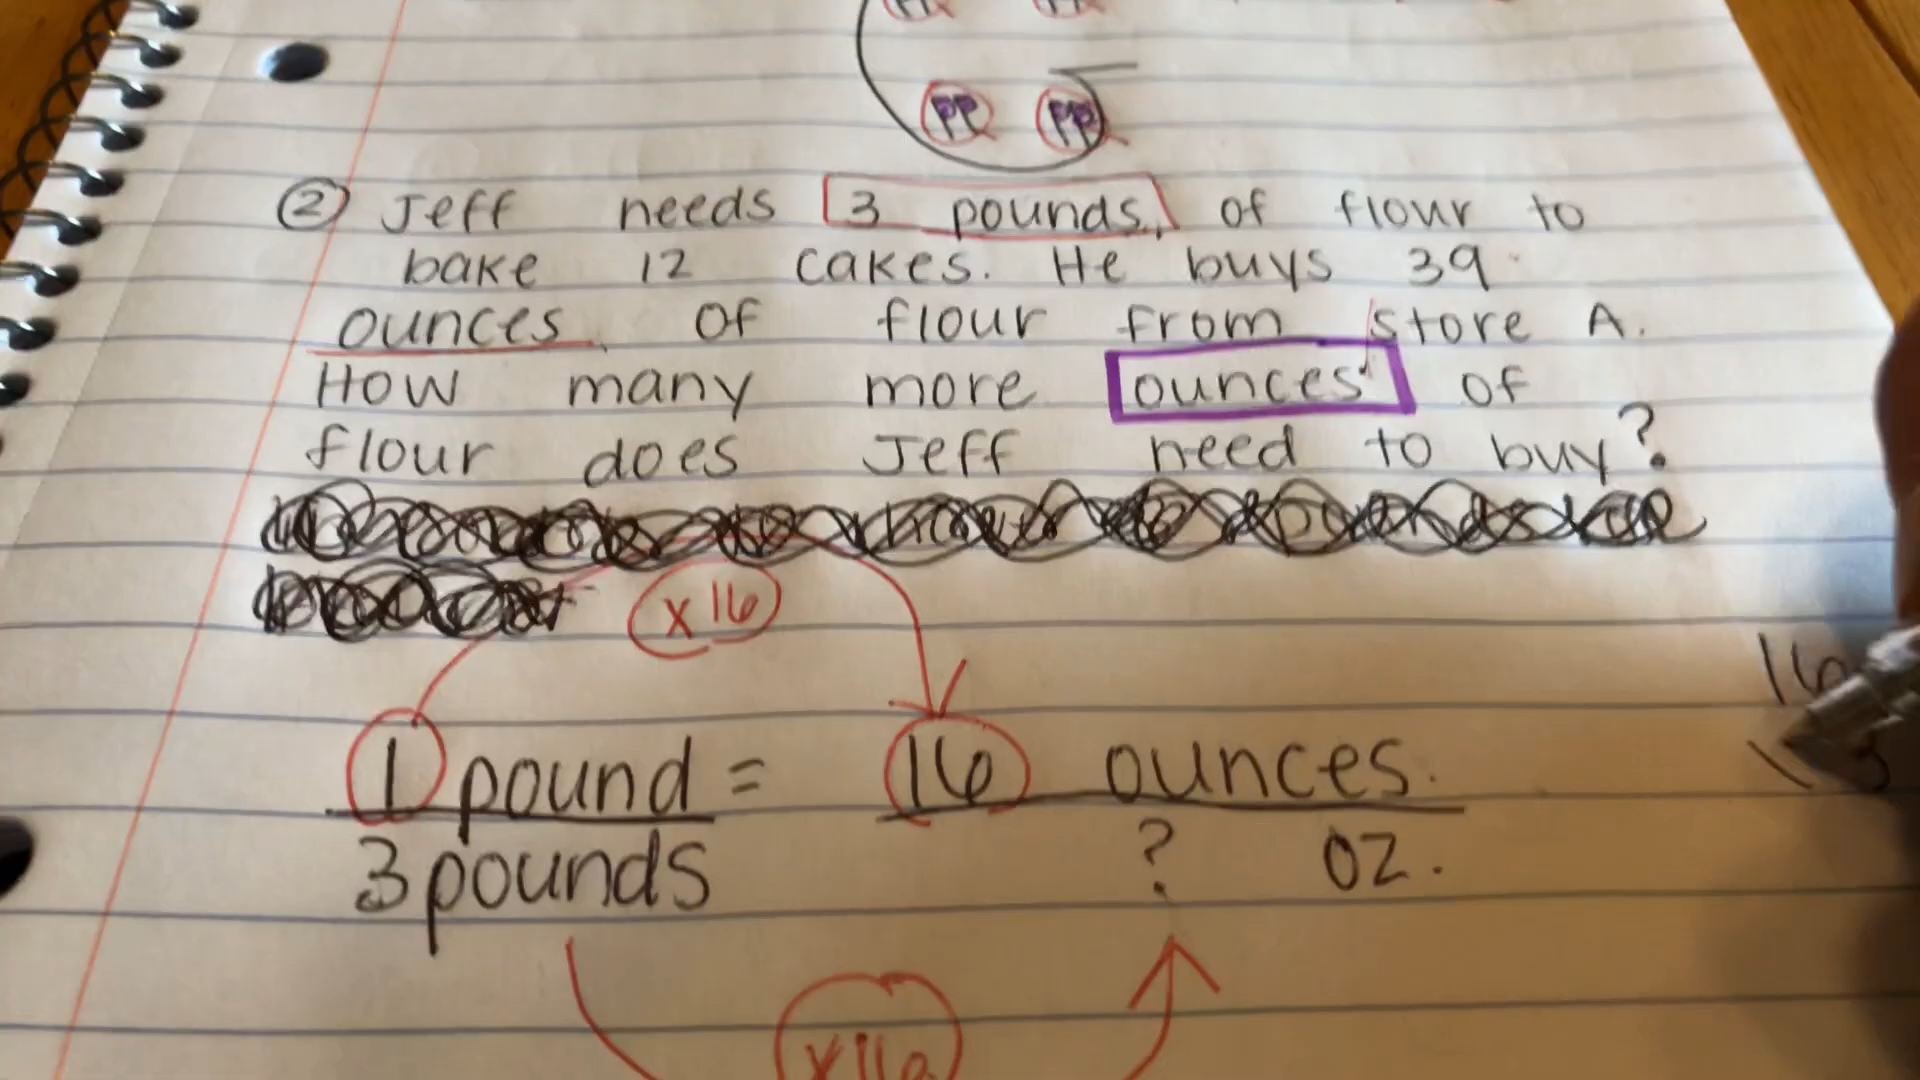 PP PP
② Jeff needs 3 pounds of flour to
bake 12 cakes. He buys 39
ounces of flour from store A.
How many more ounces of
flour does Jeff need to buy?
x16
16
1 pound = 16 ounces.
3
3 pounds ? oz.
x16